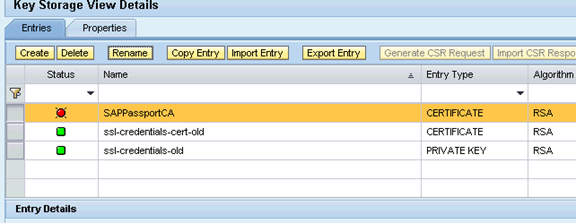 Key Storage View Details
Entries Properties
Create Delete Rename Copy Entry Import Entry Export Entry Generate CSR Request Import CSR Respo
Status Name Entry Type Algorithm
SAPPassportCA CERTIFICATE RSA
ssl-credentials-cert-old CERTIFICATE RSA
ssl-credentials-old PRIVATE KEY RSA
Entry Details